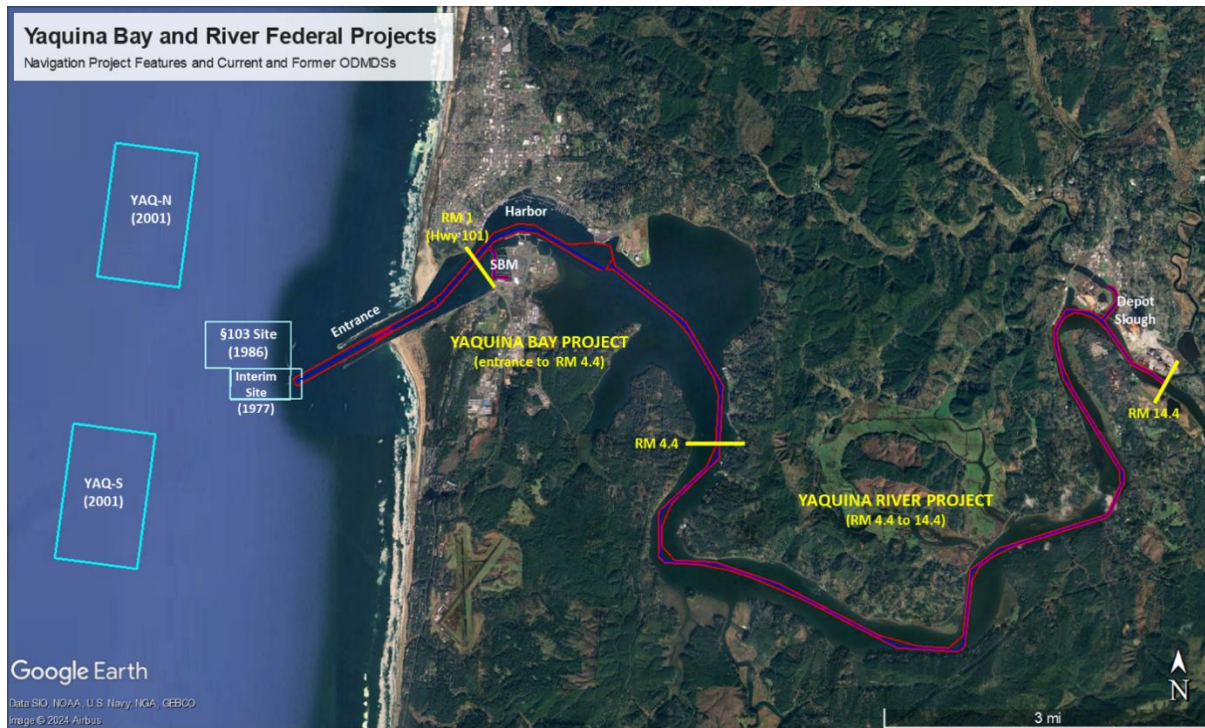 Yaquina Bay and River Federal Projects
Navigation Project Features and Current and Former ODMDSs
YAQ-N
(2001)
Harbor
RM 1
(Hwy 101)
SBM
Entrance
§103 Site
(1986)
Interim
Site
(1977)
YAQUINA BAY PROJECT
(entrance to RM 4.4)
Depot
Slough
RM 14.4
RM 4.4
YAQ-S
(2001)
YAQUINA RIVER PROJECT
(RM 4.4 to 14.4)
Google Earth
Data SIO, NOAA, U.S. Navy, NGA, GEBCO
Image © 2024 Airbus
3 mi
N